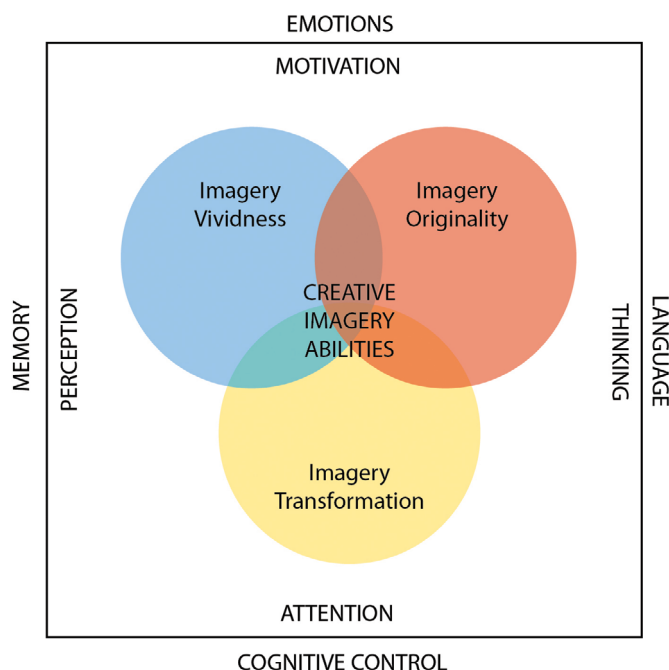 EMOTIONS
MOTIVATION
Imagery
Vividness
Imagery
Originality
CREATIVE
IMAGERY
ABILITIES
MEMORY
PERCEPTION
THINKING
LANGUAGE
Imagery
Transformation
ATTENTION
COGNITIVE CONTROL